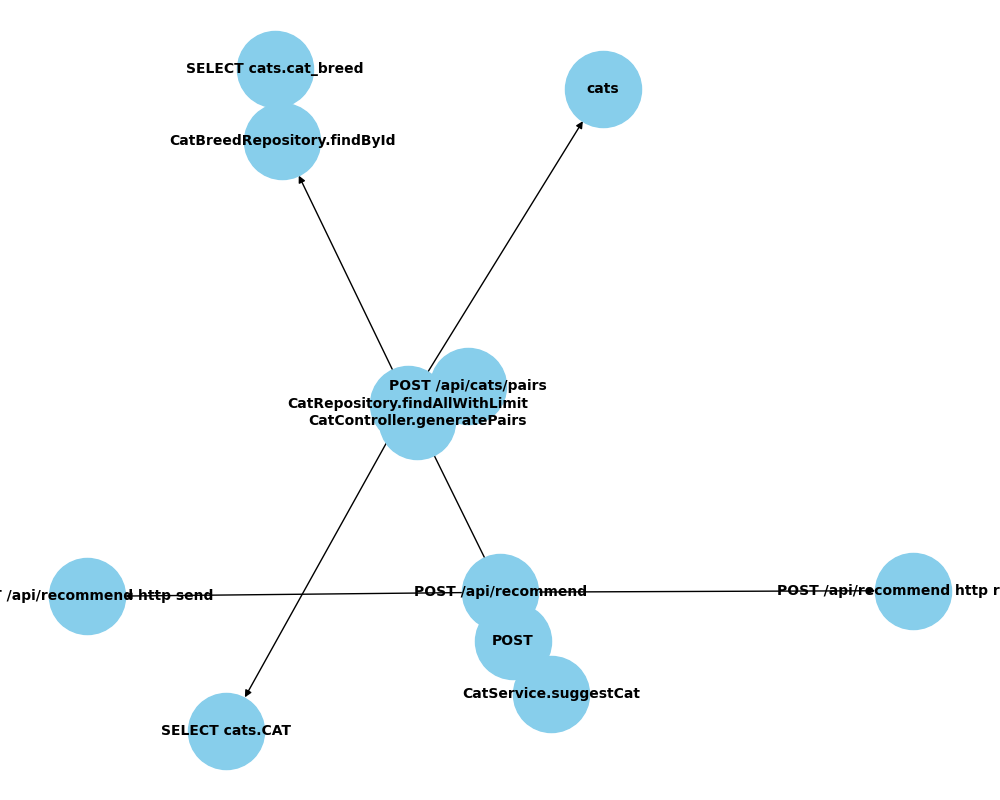 SELECT cats.cat_breed
cats
CatBreedRepository.findById
POST /api/cats/pairs
CatRepository.findAllWithLimit
CatController.generatePairs
POST /api/recommend
POST /api/recommend http r
/api/recommend http send
POST
CatService.suggestCat
SELECT cats.CAT